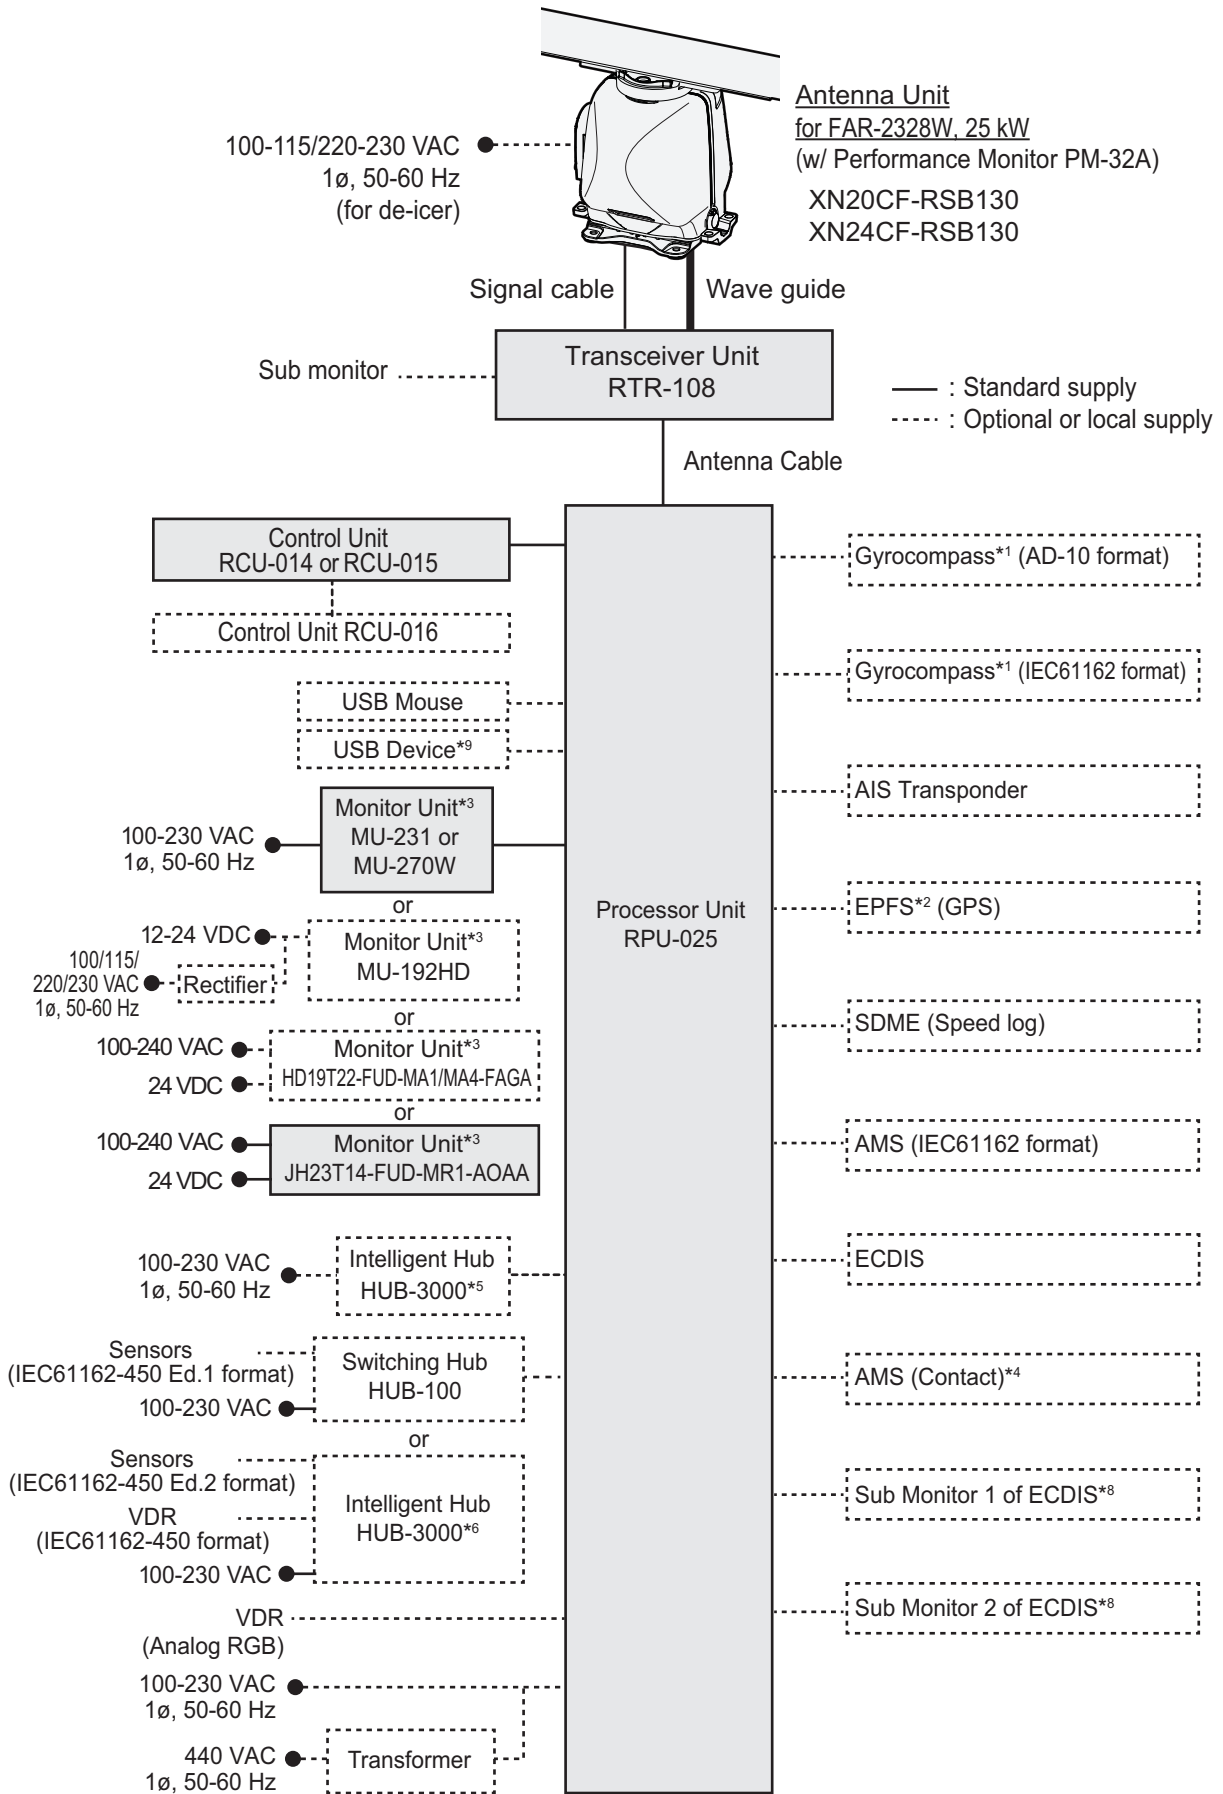 Antenna Unit
for FAR-2328W, 25 kW
(w/ Performance Monitor PM-32A)
XN20CF-RSB130
XN24CF-RSB130
100-115/220-230 VAC
1ø, 50-60 Hz
(for de-icer)
Signal cable
Wave guide
Transceiver Unit
RTR-108
Sub monitor
: Standard supply
: Optional or local supply
Antenna Cable
Control Unit
RCU-014 or RCU-015
Control Unit RCU-016
USB Mouse
USB Device*9
Monitor Unit*3
MU-231 or
MU-270W
100-230 VAC
1ø, 50-60 Hz
or
12-24 VDC
Monitor Unit*3
MU-192HD
100/115/
220/230 VAC
1ø, 50-60 Hz
Rectifier
or
100-240 VAC
24 VDC
Monitor Unit*3
HD19T22-FUD-MA1/MA4-FAGA
or
100-240 VAC
24 VDC
Monitor Unit*3
JH23T14-FUD-MR1-AOAA
100-230 VAC
1ø, 50-60 Hz
Intelligent Hub
HUB-3000*5
Sensors
(IEC61162-450 Ed.1 format)
100-230 VAC
Switching Hub
HUB-100
or
Sensors
(IEC61162-450 Ed.2 format)
VDR
(IEC61162-450 format)
100-230 VAC
Intelligent Hub
HUB-3000*6
VDR
(Analog RGB)
100-230 VAC
1ø, 50-60 Hz
440 VAC
1ø, 50-60 Hz
Transformer
Processor Unit
RPU-025
Gyrocompass*1 (AD-10 format)
Gyrocompass*1 (IEC61162 format)
AIS Transponder
EPFS*2 (GPS)
SDME (Speed log)
AMS (IEC61162 format)
ECDIS
AMS (Contact)*4
Sub Monitor 1 of ECDIS*8
Sub Monitor 2 of ECDIS*8